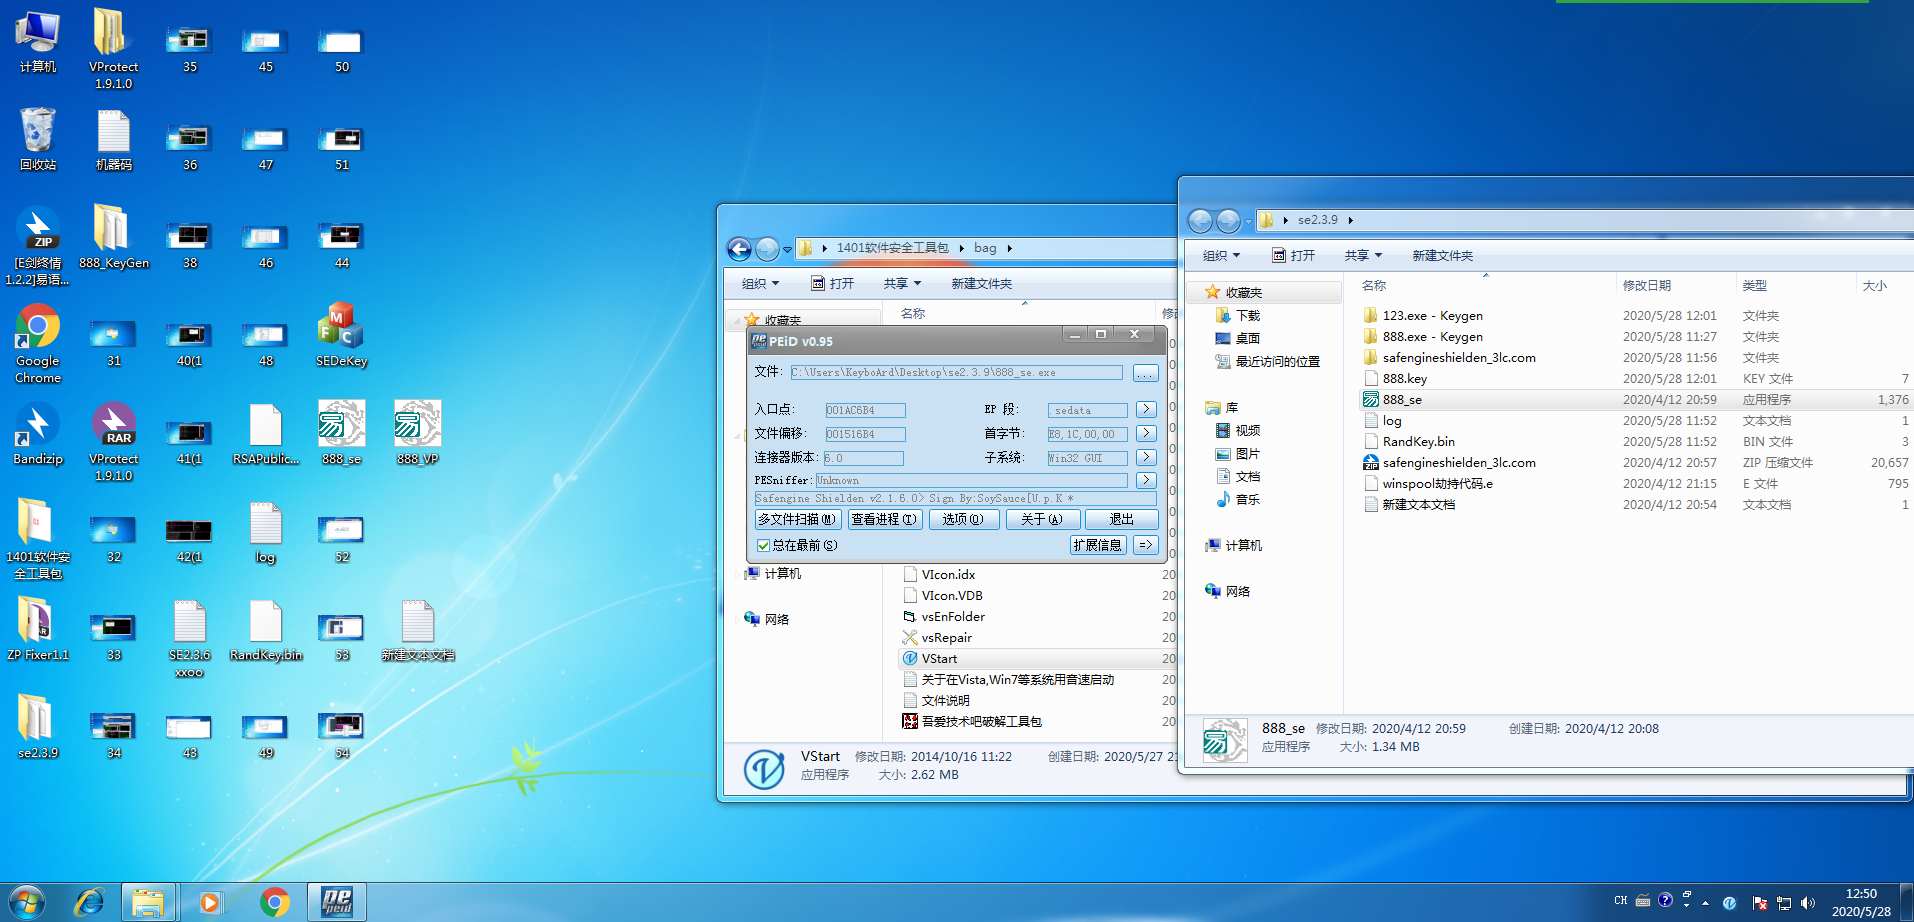 计算机
VProtect
1.9.1.0
35
45
50
回收站
机器码
36
47
51
ZIP
[E剑终情
1.2.2]易语...
888_KeyGen
38
46
44
Google
Chrome
31
40(1
48
SEDeKey
Bandizip
RAR
VProtect
1.9.1.0
41(1
RSAPublic...
888_se
888_VP
1401软件安
全工具包
32
42(1
log
52
ZP Fixer1.1
33
SE2.3.6
xxoo
RandKey.bin
53
新建文本文档
se2.3.9
34
43
49
54
1401软件安全工具包
bag
组织
打开
共享
新建文件夹
收藏夹
名称
PEiD v0.95
文件:
C:\Users\KeyboArd\Desktop\se2.3.9\888_se.exe
...
入口点:
001AC6B4
EP 段:
.sedata
>
文件偏移:
001516B4
首字节:
E8,1C,00,00
>
连接器版本:
6.0
子系统:
Win32 GUI
>
PESniffer:
Unknown
>
Safengine Shielden v2.1.6.0> Sign By:SoySauce[U.p.K *
多文件扫描(M)
查看进程(T)
选项(O)
关于(A)
退出
总在最前(S)
扩展信息
=>
计算机
网络
VIcon.idx
20
VIcon.VDB
20
vsEnFolder
20
vsRepair
20
VStart
20
关于在Vista,Win7等系统用音速启动
20
文件说明
20
吾爱技术吧破解工具包
20
VStart
修改日期: 2014/10/16 11:22
创建日期: 2020/5/27 2
应用程序
大小: 2.62 MB
se2.3.9
组织
打开
共享
新建文件夹
收藏夹
下载
桌面
最近访问的位置
库
视频
图片
文档
音乐
计算机
网络
名称
修改日期
类型
大小
123.exe - Keygen
2020/5/28 12:01
文件夹
888.exe - Keygen
2020/5/28 11:27
文件夹
safengineshielden_3lc.com
2020/5/28 11:56
文件夹
888.key
2020/5/28 12:01
KEY 文件
7
888_se
2020/4/12 20:59
应用程序
1,376
log
2020/5/28 11:52
文本文档
1
RandKey.bin
2020/5/28 11:52
BIN 文件
3
safengineshielden_3lc.com
2020/4/12 20:57
ZIP 压缩文件
20,657
winspool劫持代码.e
2020/4/12 21:15
E 文件
795
新建文本文档
2020/4/12 20:54
文本文档
1
888_se
修改日期: 2020/4/12 20:59
创建日期: 2020/4/12 20:08
应用程序
大小: 1.34 MB
CH
12:50
2020/5/28